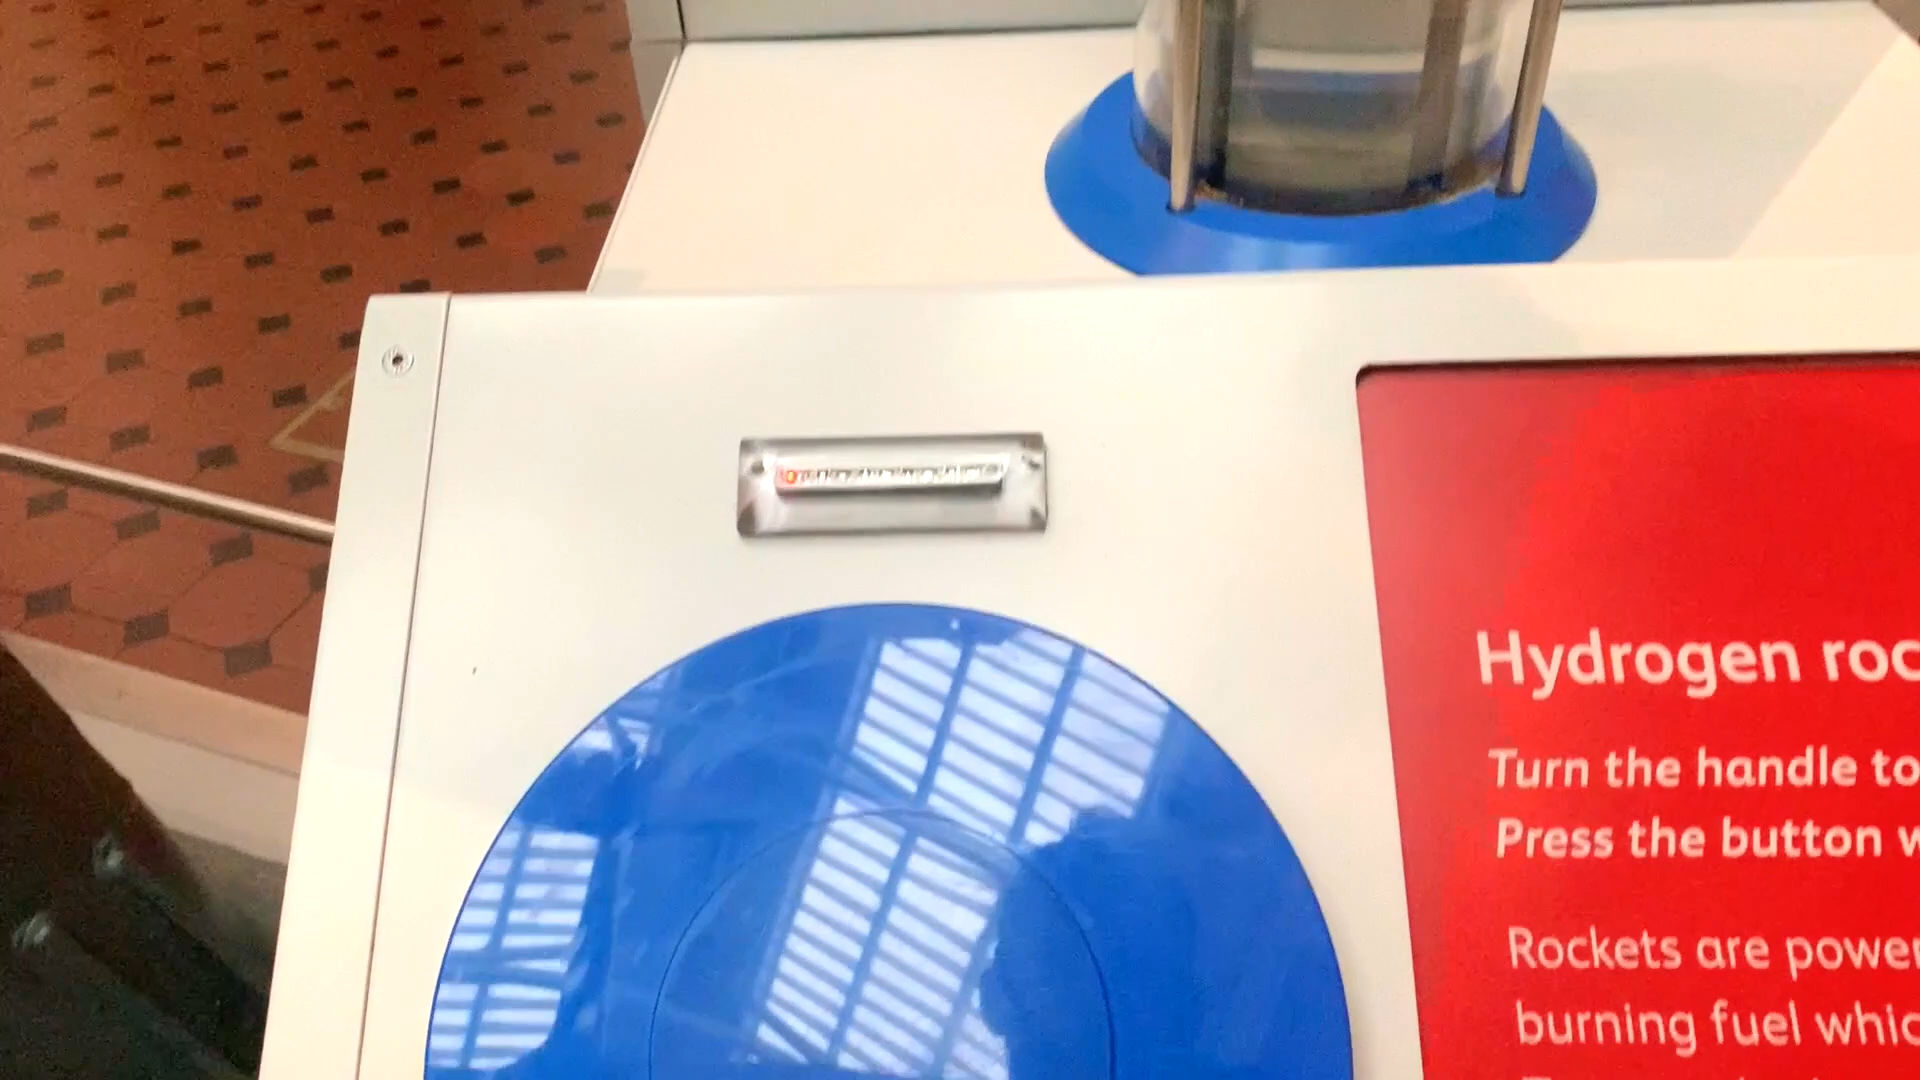 Hydrogen roc
Turn the handle to
Press the button w
Rockets are power
burning fuel whic